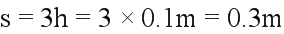 s = 3h = 3 × 0.1m = 0.3m